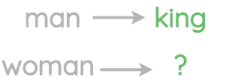 man → king
woman → ?